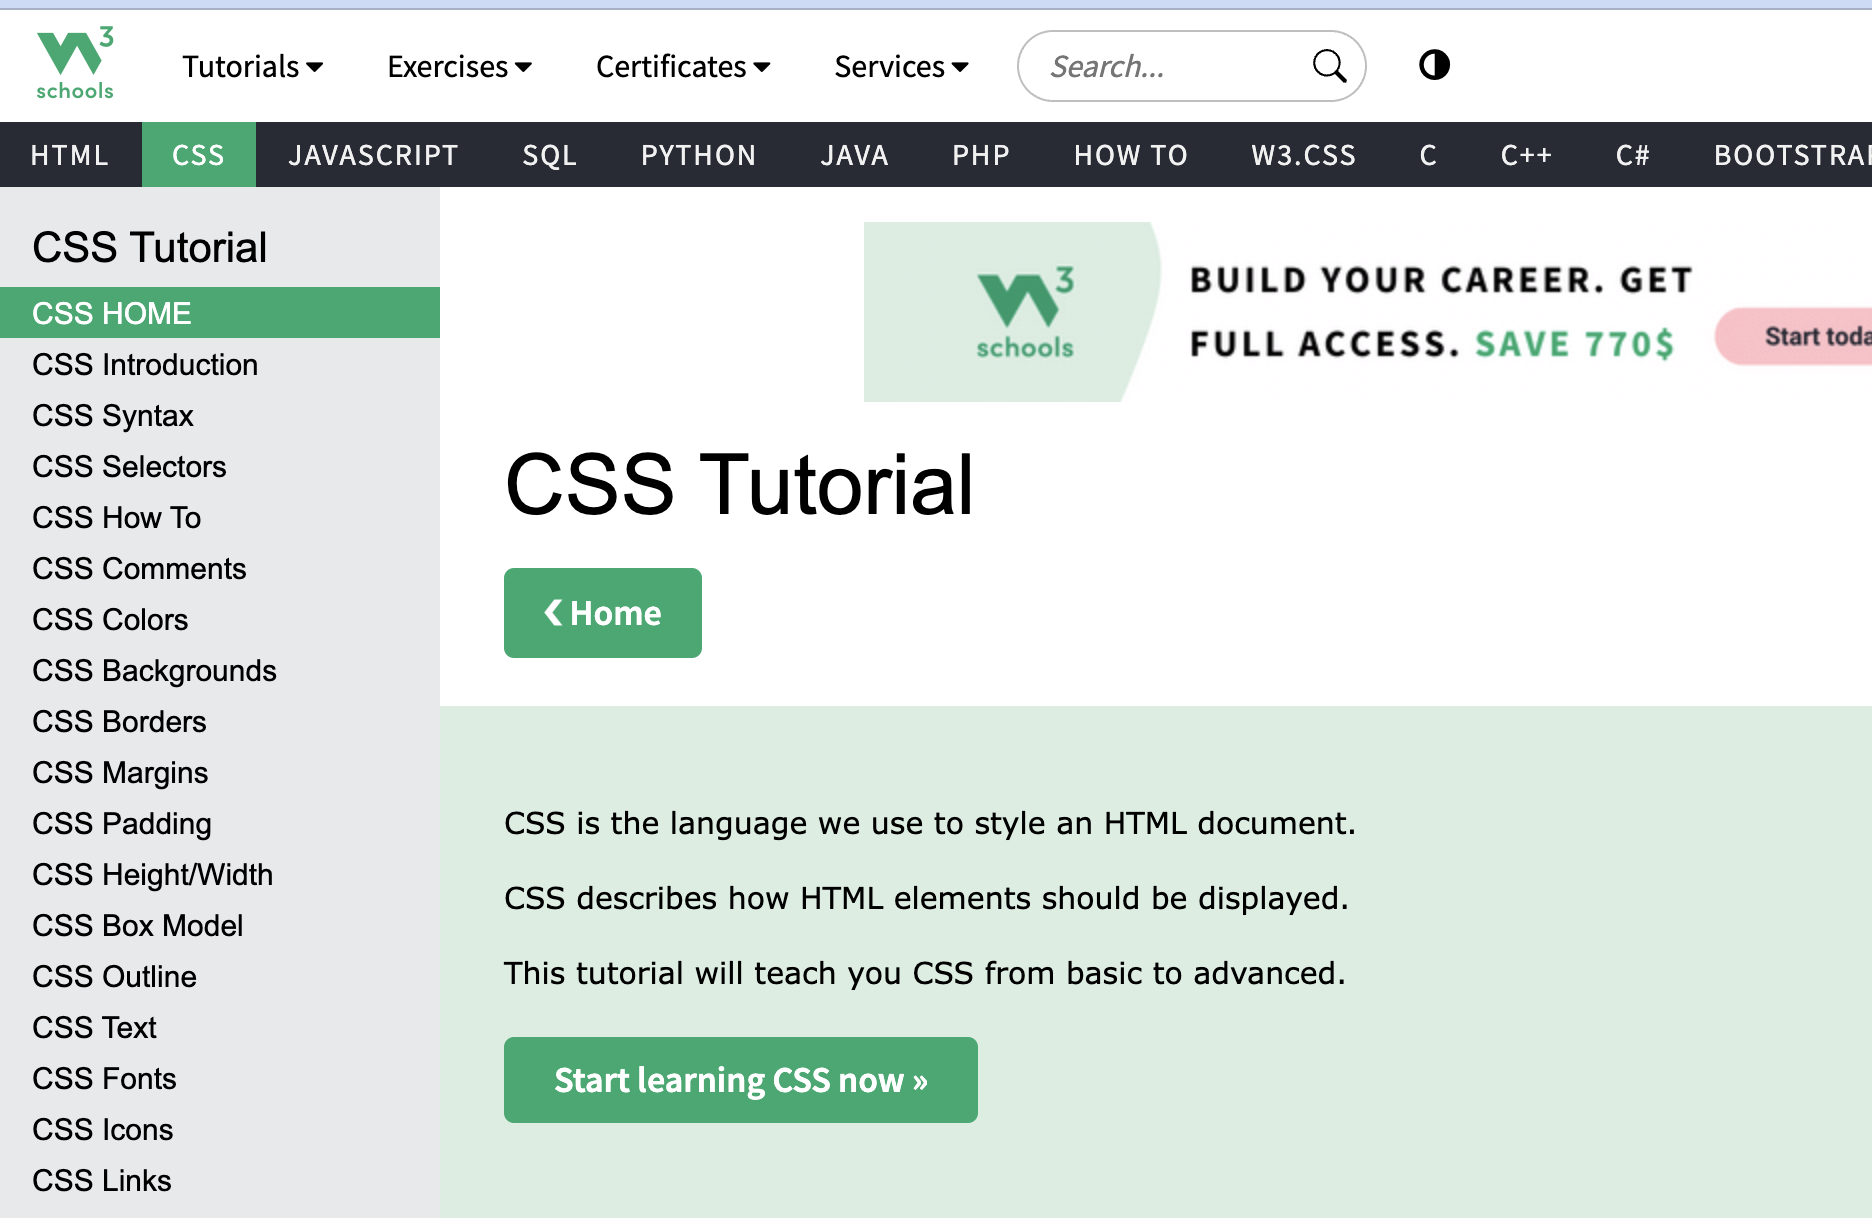 3
schools
Tutorials
Exercises
Certificates
Services
Search...
HTML
CSS
JAVASCRIPT
SQL
PYTHON
JAVA
PHP
HOW TO
W3.CSS
C
C++
C#
BOOTSTRAP
CSS Tutorial
CSS HOME
CSS Introduction
CSS Syntax
CSS Selectors
CSS How To
CSS Comments
CSS Colors
CSS Backgrounds
CSS Borders
CSS Margins
CSS Padding
CSS Height/Width
CSS Box Model
CSS Outline
CSS Text
CSS Fonts
CSS Icons
CSS Links
3
schools
BUILD YOUR CAREER. GET
FULL ACCESS. SAVE 770$
Start toda
CSS Tutorial
❮ Home
CSS is the language we use to style an HTML document.
CSS describes how HTML elements should be displayed.
This tutorial will teach you CSS from basic to advanced.
Start learning CSS now »